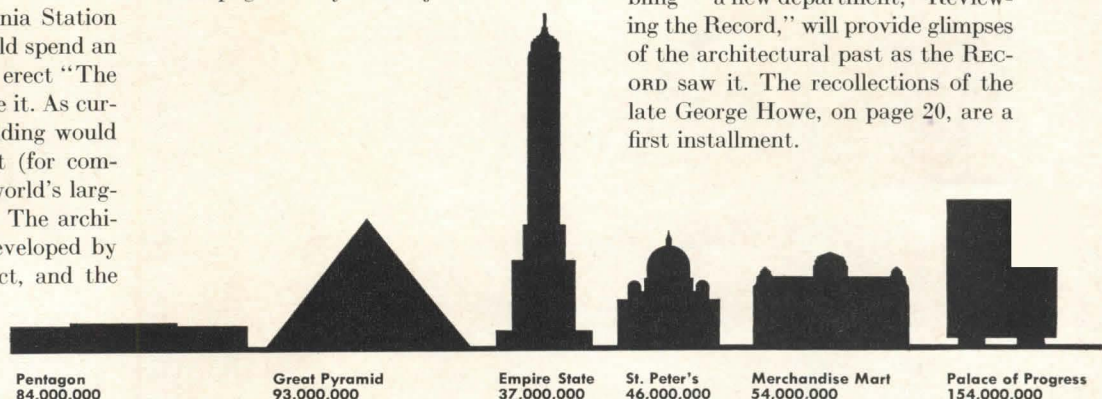 nia Station
ld spend an
erect "The
e it. As cur-
ding would
t (for com-
vorld's larg-
The archi-
eveloped by
ct, and the
ing the Record," will provide glimpses
of the architectural past as the REC-
ORD saw it. The recollections of the
late George Howe, on page 20, are a
first installment.
Pentagon
84,000,000
Great Pyramid
93,000,000
Empire State
37,000,000
St. Peter's
46,000,000
Merchandise Mart
54,000,000
Palace of Progress
154,000,000